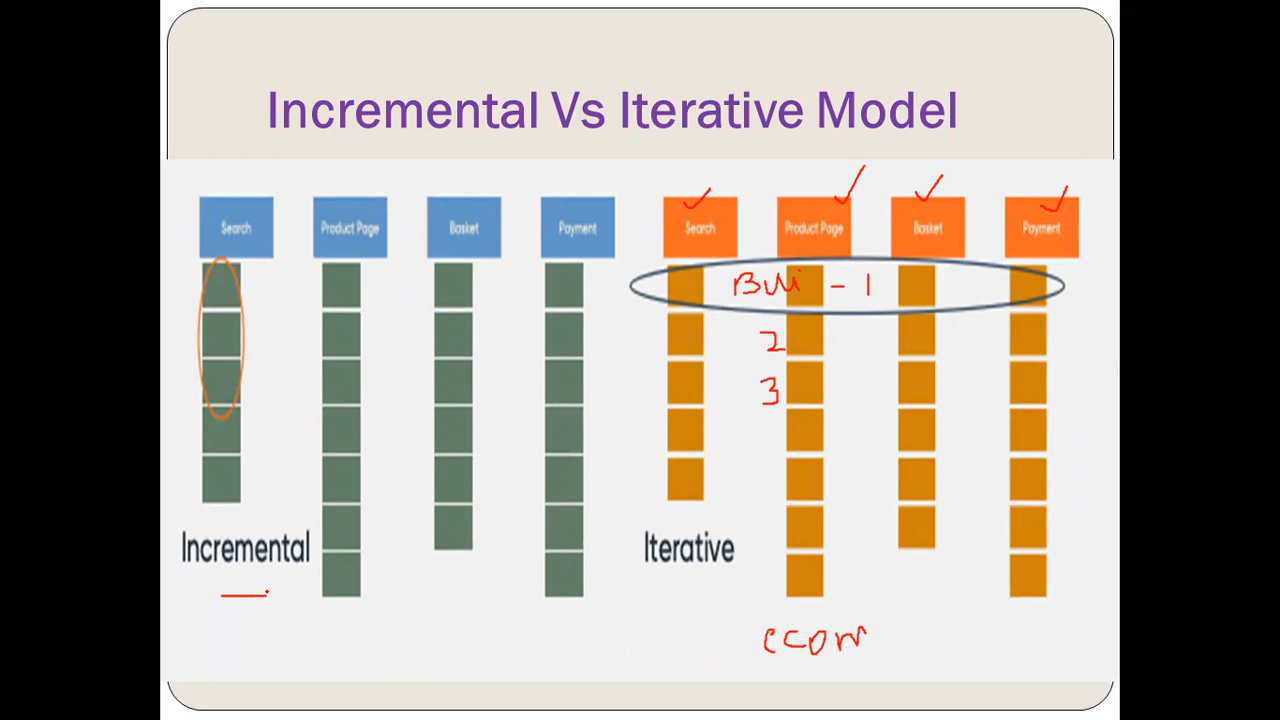 Incremental Vs Iterative Model
Search Product Page Basket Payment Search Product Page Basket Payment
- 1
2
3
Incremental Iterative
ecom